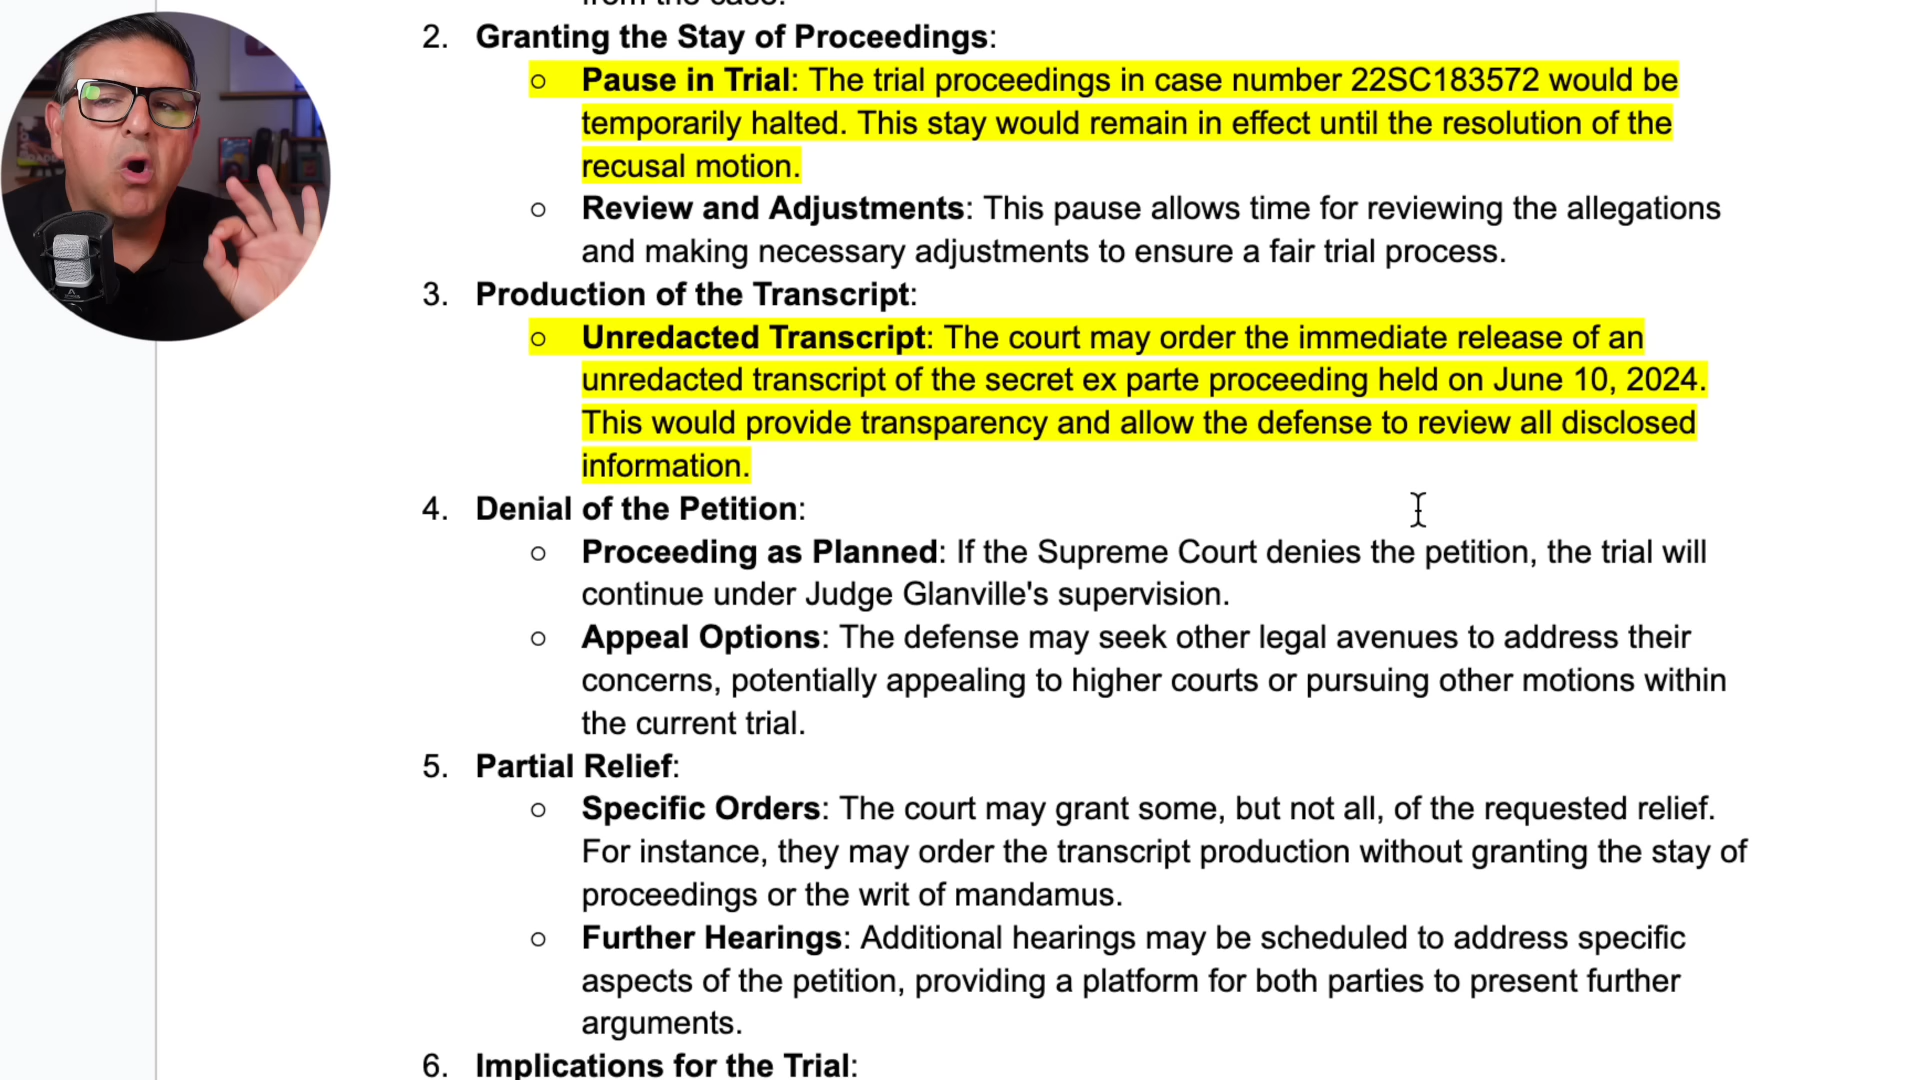 from the case.
2. Granting the Stay of Proceedings:
○ Pause in Trial: The trial proceedings in case number 22SC183572 would be
temporarily halted. This stay would remain in effect until the resolution of the
recusal motion.
○ Review and Adjustments: This pause allows time for reviewing the allegations
and making necessary adjustments to ensure a fair trial process.
3. Production of the Transcript:
○ Unredacted Transcript: The court may order the immediate release of an
unredacted transcript of the secret ex parte proceeding held on June 10, 2024.
This would provide transparency and allow the defense to review all disclosed
information.
4. Denial of the Petition:
○ Proceeding as Planned: If the Supreme Court denies the petition, the trial will
continue under Judge Glanville's supervision.
○ Appeal Options: The defense may seek other legal avenues to address their
concerns, potentially appealing to higher courts or pursuing other motions within
the current trial.
5. Partial Relief:
○ Specific Orders: The court may grant some, but not all, of the requested relief.
For instance, they may order the transcript production without granting the stay of
proceedings or the writ of mandamus.
○ Further Hearings: Additional hearings may be scheduled to address specific
aspects of the petition, providing a platform for both parties to present further
arguments.
6. Implications for the Trial: